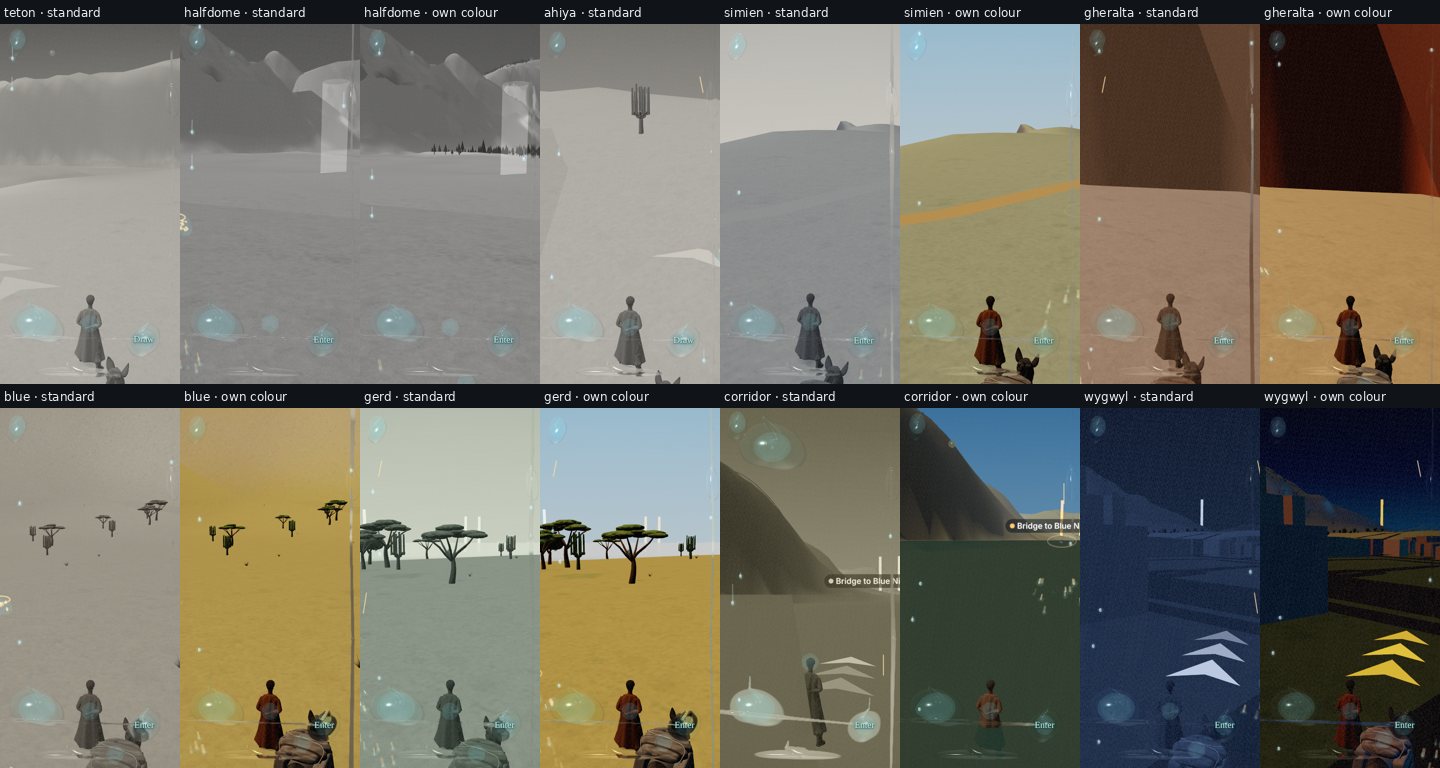 teton · standard
halfdome · standard
halfdome · own colour
ahiya · standard
simien · standard
simien · own colour
gheralta · standard
gheralta · own colour
Draw
Enter
Enter
Draw
Enter
Enter
Enter
Enter
blue · standard
blue · own colour
gerd · standard
gerd · own colour
corridor · standard
corridor · own colour
wygwyl · standard
wygwyl · own colour
Bridge to Blue N
Bridge to Blue Ni
Enter
Enter
Enter
Enter
Enter
Enter
Enter
Enter